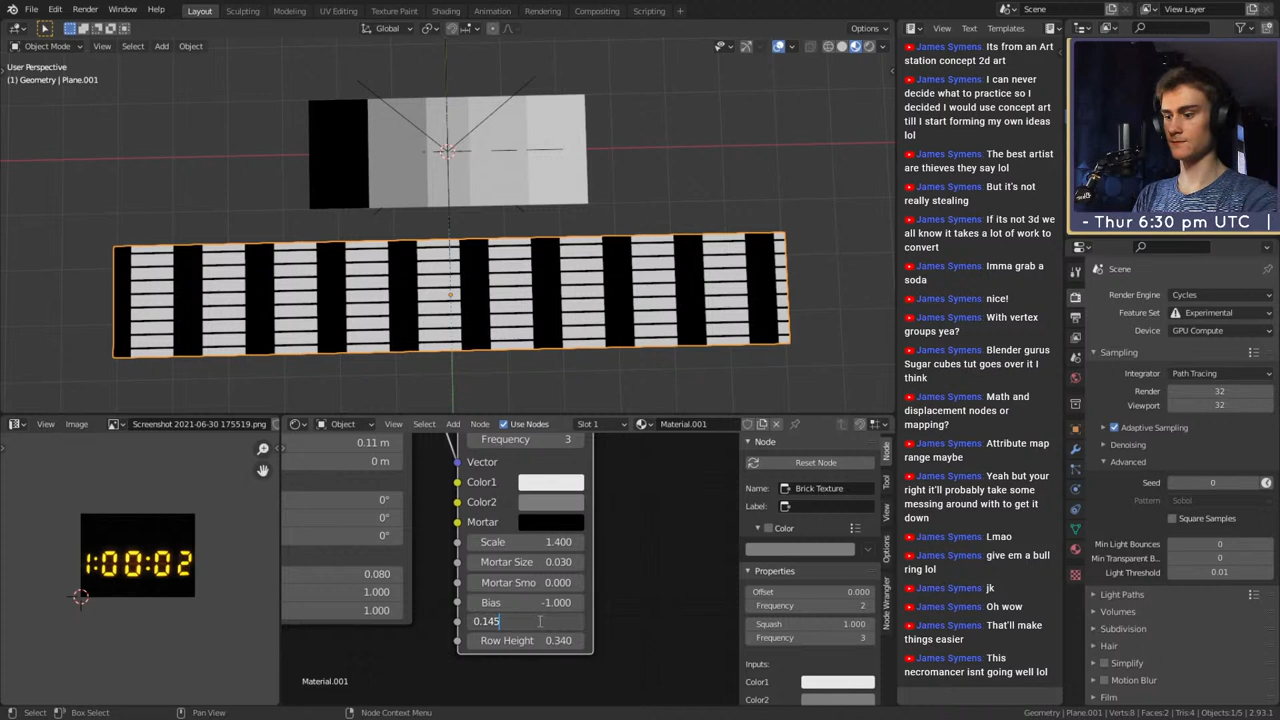 File Edit Render Window Help
Layout Sculpting Modeling UV Editing Texture Paint Shading Animation Rendering Compositing Scripting
Scene
View Layer
Global
Options
Object Mode View Select Add Object
User Perspective
(1) Geometry | Plane.001
View Text Templates
James Symens Its from an Art
station concept 2d art
James Symens I can never
decide what to practice so I
decided I would use concept art
till I start forming my own ideas
lol
James Symens The best artist
are thieves they say lol
James Symens But it's not
really stealing
James Symens If its not 3d we
all know it takes a lot of work to
convert
James Symens Imma grab a
soda
James Symens nice!
James Symens With vertex
groups yea?
James Symens Blender gurus
Sugar cubes tut goes over it I
think
James Symens Math and
displacement nodes or
mapping?
James Symens Attribute map
range maybe
James Symens Yeah but your
right it'll probably take some
messing around with to get it
down
James Symens Lmao
James Symens give em a bull
ring lol
James Symens jk
James Symens Oh wow
James Symens That'll make
things easier
James Symens This
necromancer isnt going well lol
- Thur 6:30 pm UTC
Scene
Render Engine Cycles
Feature Set Experimental
Device GPU Compute
Sampling
Integrator Path Tracing
Render 32
Viewport 32
Adaptive Sampling
Denoising
Advanced
Seed 0
Pattern Sobol
Square Samples
Min Light Bounces 0
Min Transparent B... 0
Light Threshold 0.01
Light Paths
Volumes
Subdivision
Hair
Simplify
Motion Blur
Film
View Image Screenshot 2021-06-30 175519.png
1:00:02
Object View Select Add Node Use Nodes Slot 1 Material.001
0.11 m
0 m
0°
0°
0°
0.080
1.000
1.000
Frequency 3
Vector
Color1
Color2
Mortar
Scale 1.400
Mortar Size 0.030
Mortar Smo 0.000
Bias -1.000
0.145
Row Height 0.340
Material.001
Node
Reset Node
Name: Brick Texture
Label:
Color
Properties
Offset 0.000
Frequency 2
Squash 1.000
Frequency 3
Inputs:
Color1
Color2
Node
Tool
View
Options
Node Wrangler
Select Box Select Pan View Node Context Menu
Geometry | Plane.001 | Verts:8 | Faces:2 | Tris:4 | Objects:1/5 | 2.93.1